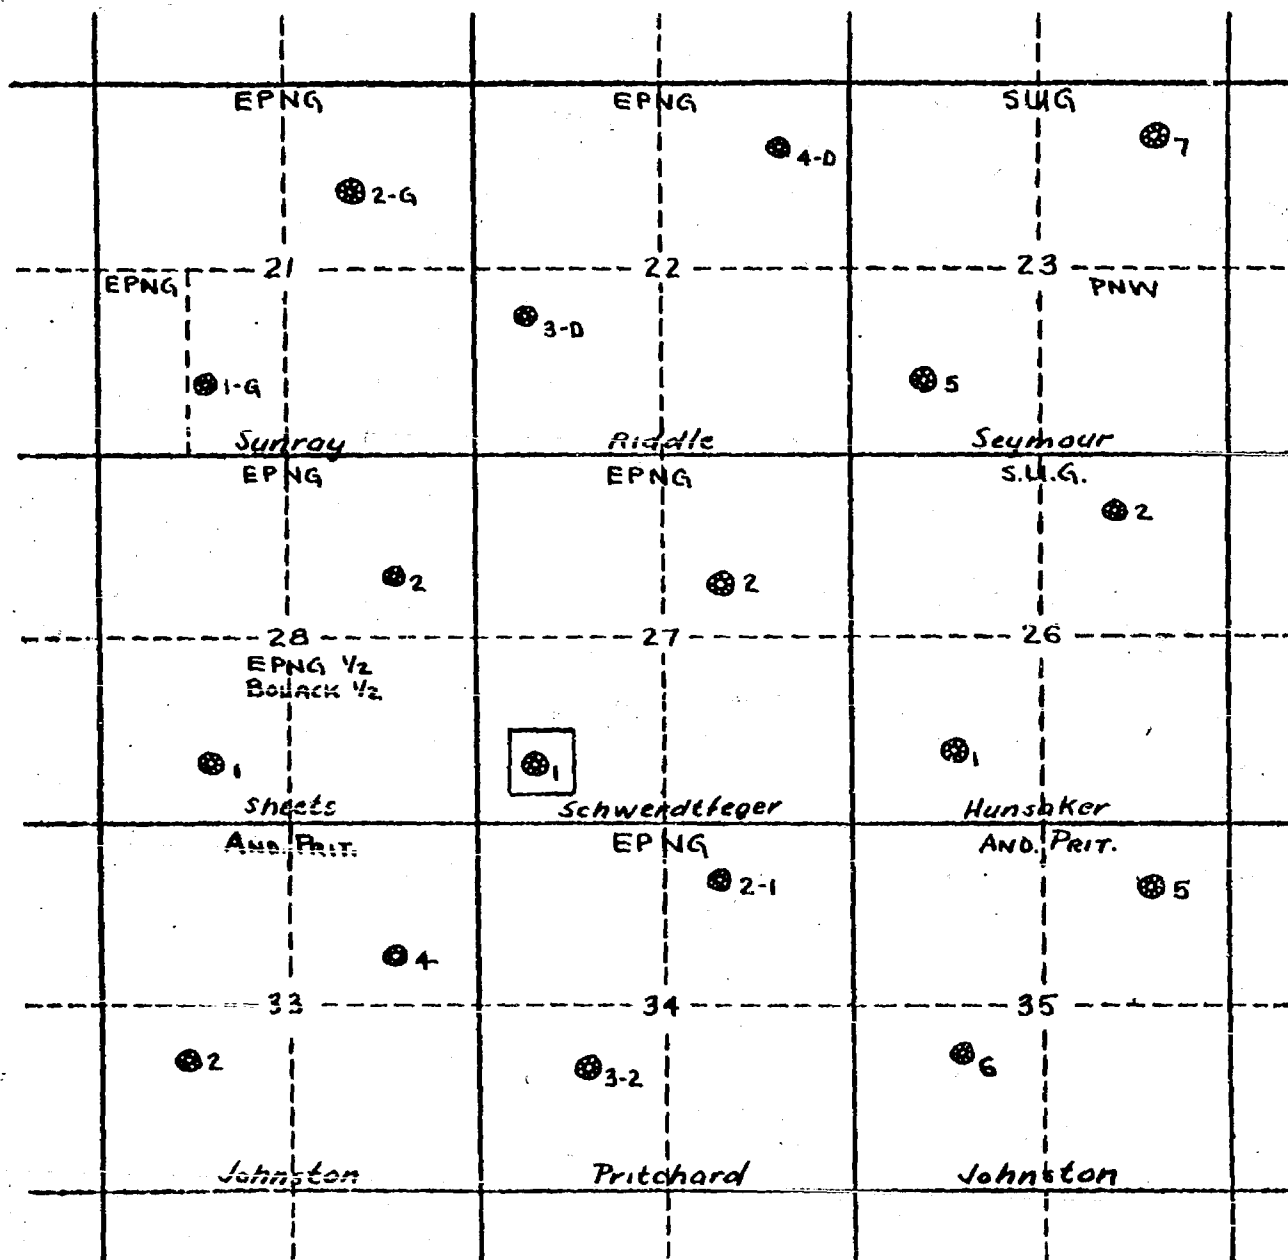 EPNG
EPNG
SUG
7
4-D
2-G
21
22
23
EPNG
PNW
3-D
5
1-G
Sunray
Riddle
Seymour
EPNG
EPNG
S.U.G.
2
2
2
28
27
26
EPNG 1/2
BOLACK 1/2
1
1
1
Sheets
Schwerdtfeger
Hunsaker
AND. PRIT.
EPNG
AND. PRIT.
2-1
5
4
33
34
35
2
3-2
6
Johnston
Pritchard
Johnston